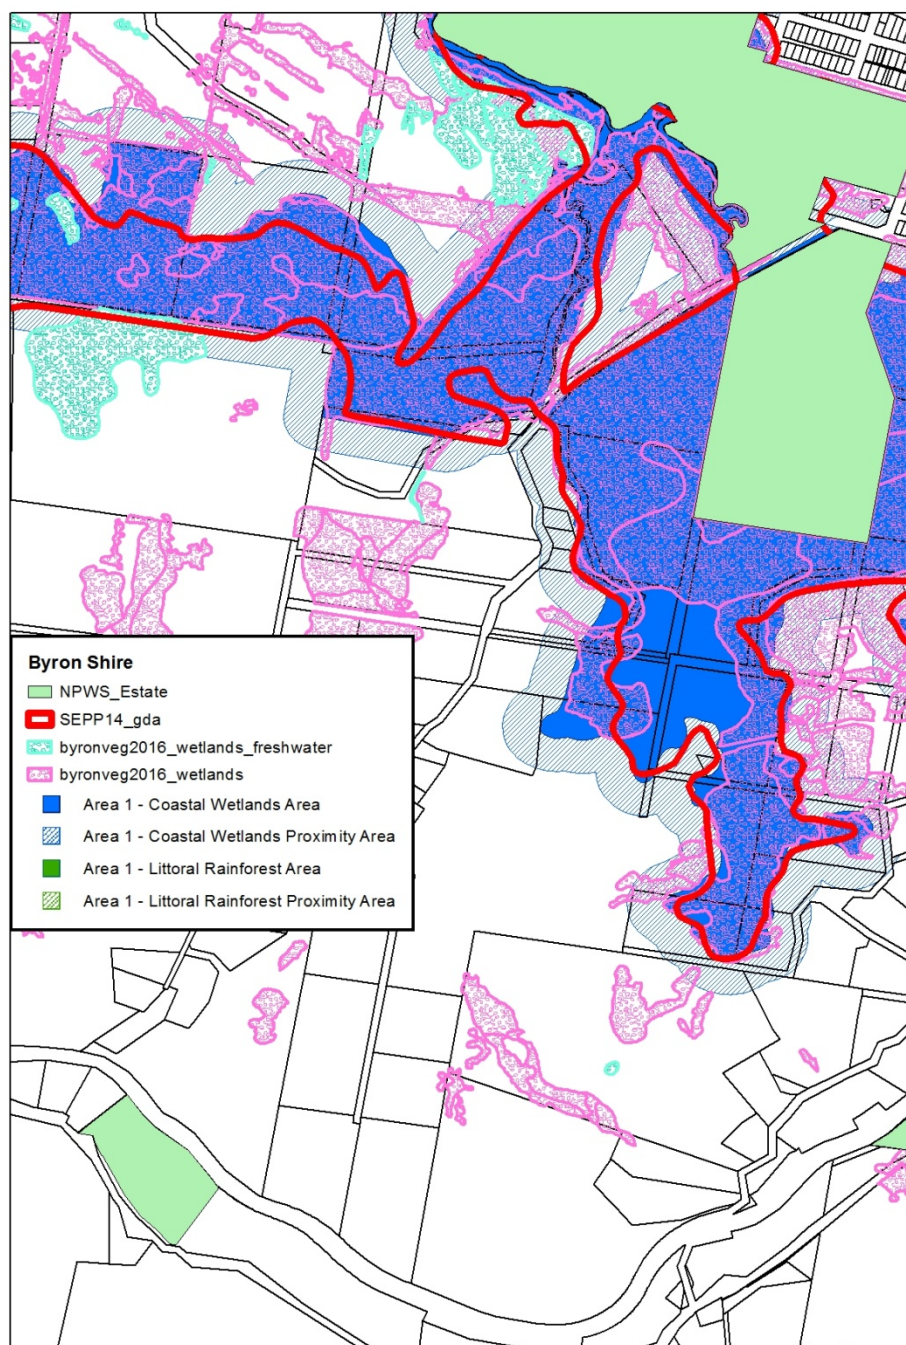 Byron Shire
NPWS_Estate
SEPP14_gda
byronveg2016_wetlands_freshwater
byronveg2016_wetlands
Area 1 - Coastal Wetlands Area
Area 1 - Coastal Wetlands Proximity Area
Area 1 - Littoral Rainforest Area
Area 1 - Littoral Rainforest Proximity Area